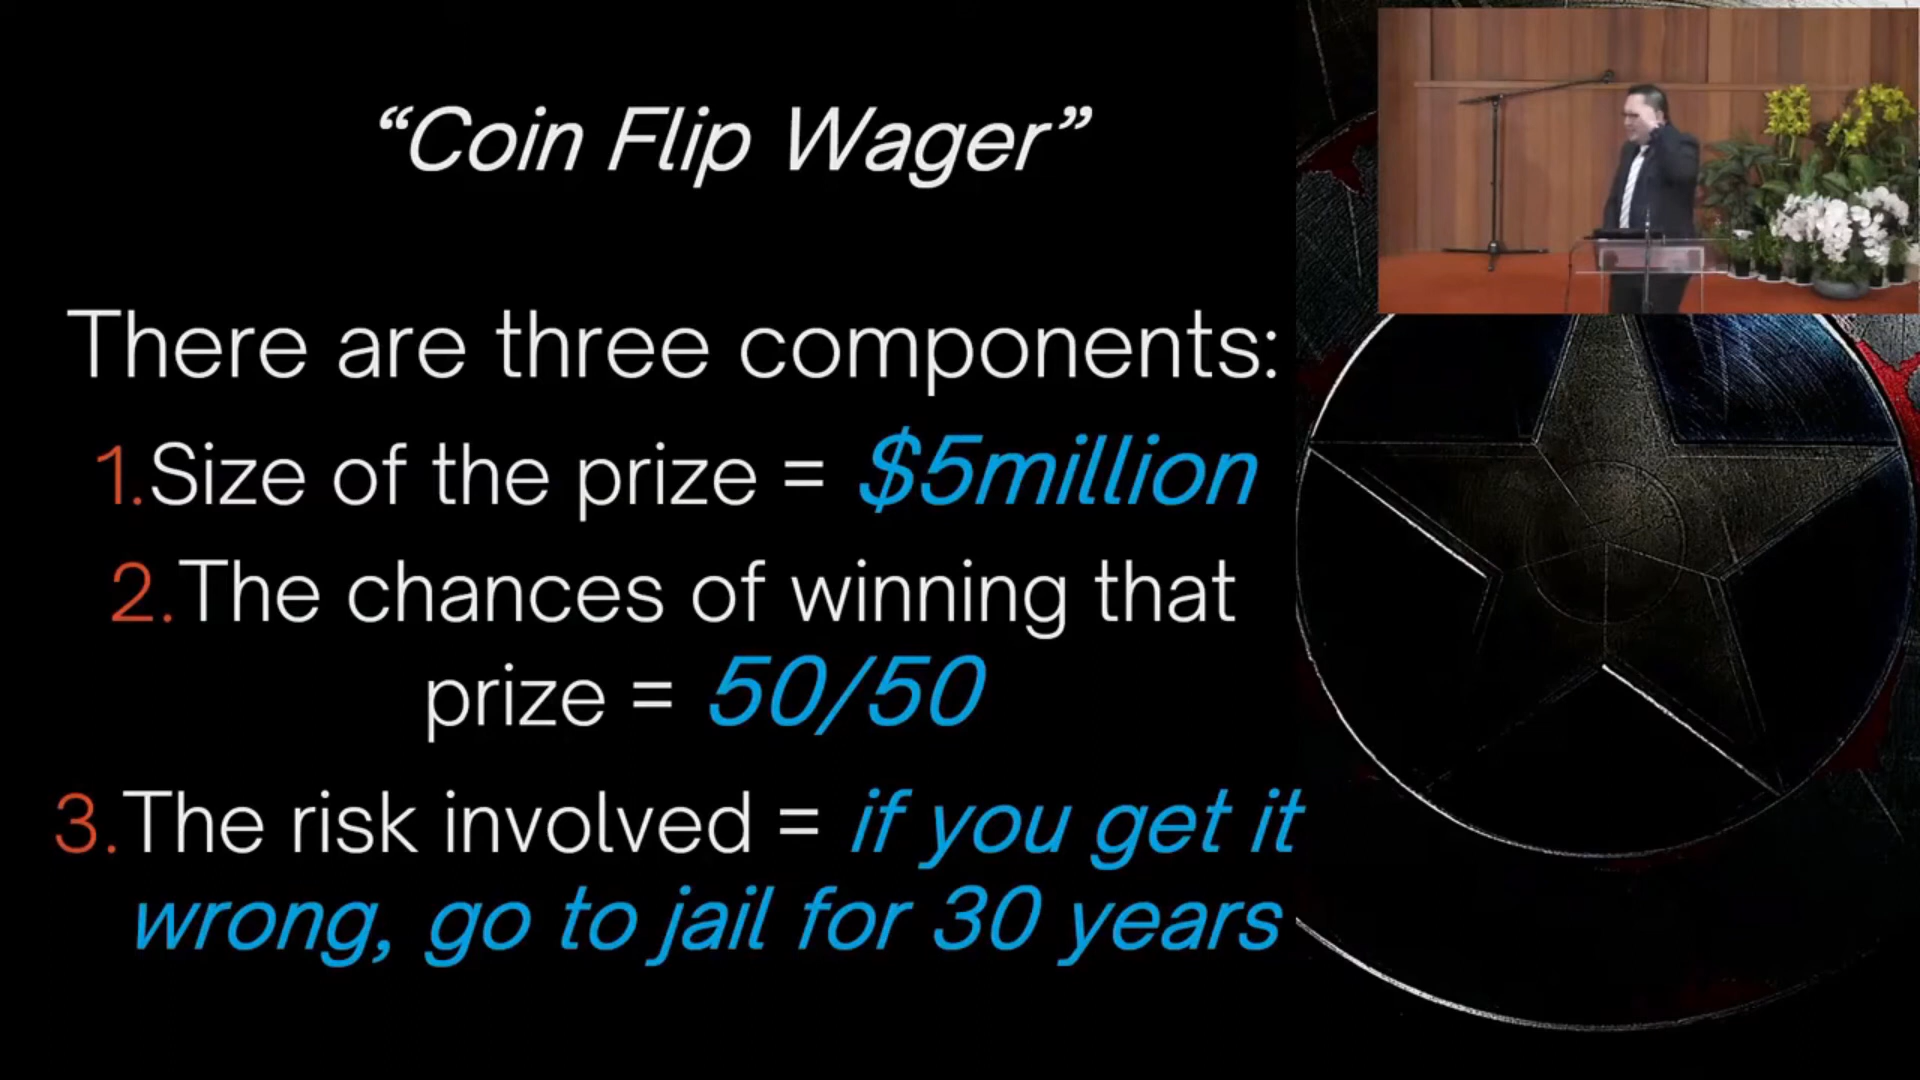 “Coin Flip Wager”
There are three components:
1.Size of the prize = $5million
2.The chances of winning that
prize = 50/50
3.The risk involved = if you get it
wrong, go to jail for 30 years